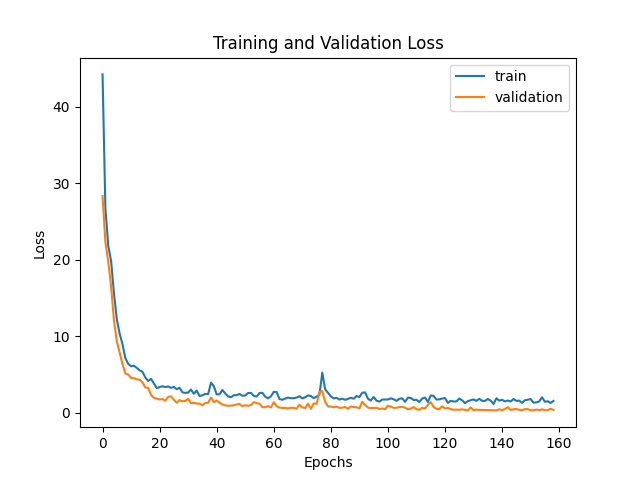 Training and Validation Loss
train
validation
Loss
40
30
20
10
0
0 20 40 60 80 100 120 140 160
Epochs